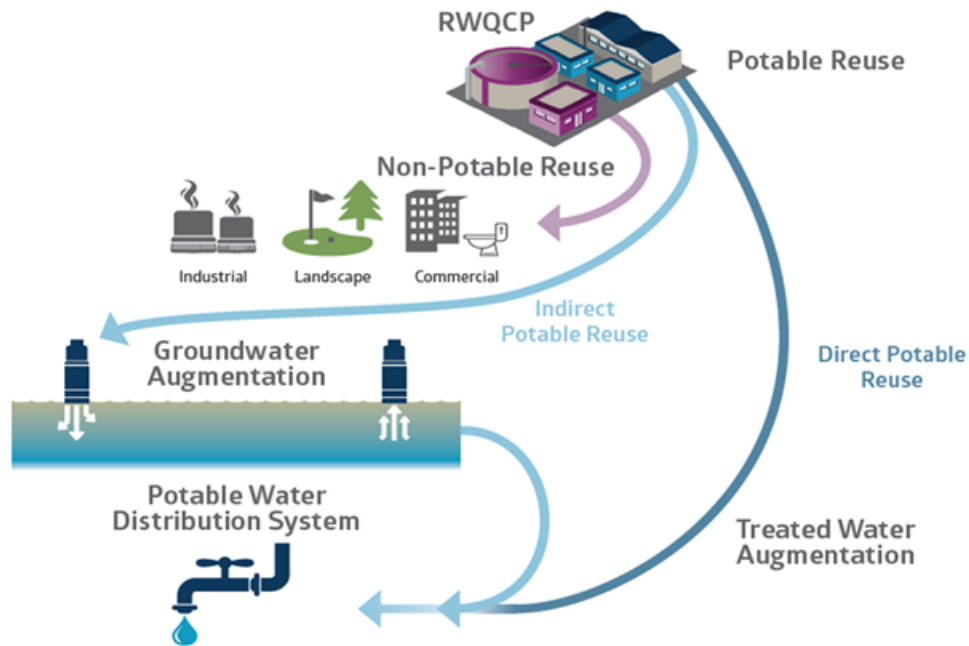 RWQCP
Potable Reuse
Non-Potable Reuse
Industrial
Landscape
Commercial
Indirect
Potable Reuse
Groundwater
Augmentation
Direct Potable
Reuse
Potable Water
Distribution System
Treated Water
Augmentation